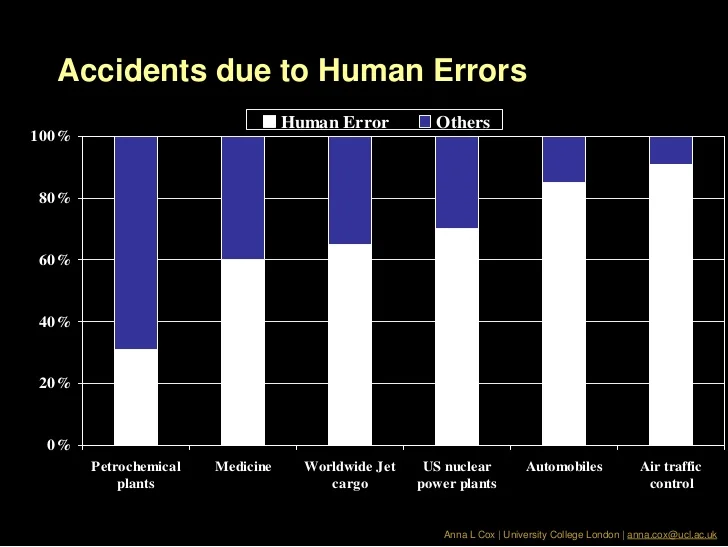 Accidents due to Human Errors
Human Error Others
100%
80%
60%
40%
20%
0%
Petrochemical plants
Medicine
Worldwide Jet cargo
US nuclear power plants
Automobiles
Air traffic control
Anna L Cox | University College London | anna.cox@ucl.ac.uk